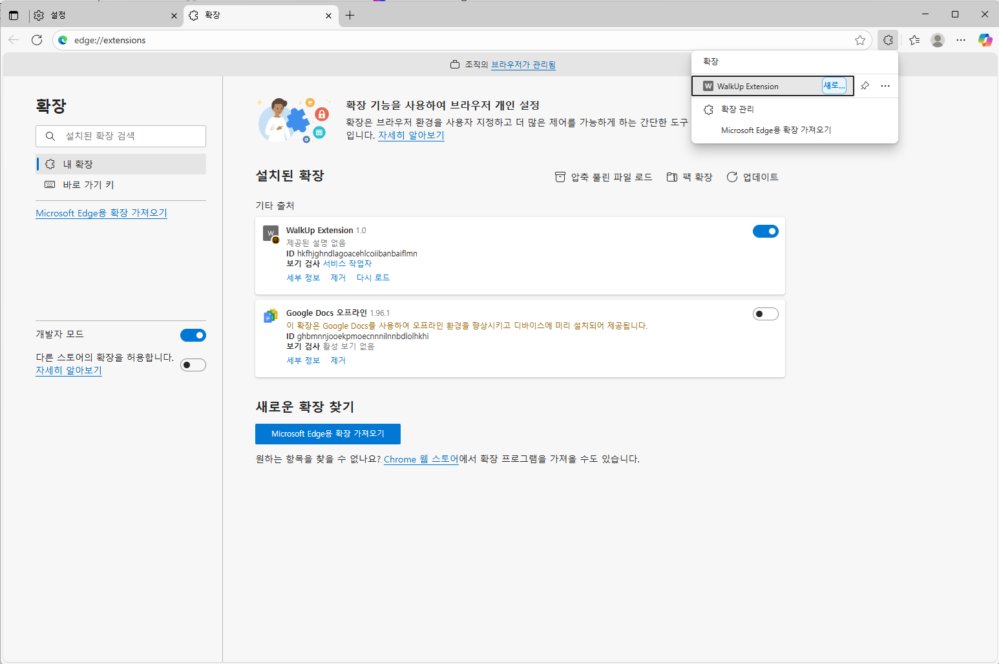 설정
확장
edge://extensions
조직의 브라우저가 관리됨
확장
WalkUp Extension
새로...
확장 관리
Microsoft Edge용 확장 가져오기
확장
설치된 확장 검색
내 확장
바로 가기 키
Microsoft Edge용 확장 가져오기
개발자 모드
다른 스토어의 확장을 허용합니다.
자세히 알아보기
확장 기능을 사용하여 브라우저 개인 설정
확장은 브라우저 환경을 사용자 지정하고 더 많은 제어를 가능하게 하는 간단한 도구
입니다. 자세히 알아보기
설치된 확장
압축 풀린 파일 로드
팩 확장
업데이트
기타 출처
W
WalkUp Extension 1.0
제공된 설명 없음
ID hkfhjghndlagoacehlcoiibanbaiflmn
보기 검사 서비스 작업자
세부 정보 제거 다시 로드
Google Docs 오프라인 1.96.1
이 확장은 Google Docs를 사용하여 오프라인 환경을 향상시키고 디바이스에 미리 설치되어 제공됩니다.
ID ghbmnnjooekpmoecnnnilnnbdlolhkhi
보기 검사 활성 보기 없음
세부 정보 제거
새로운 확장 찾기
Microsoft Edge용 확장 가져오기
원하는 항목을 찾을 수 없나요? Chrome 웹 스토어에서 확장 프로그램을 가져올 수도 있습니다.